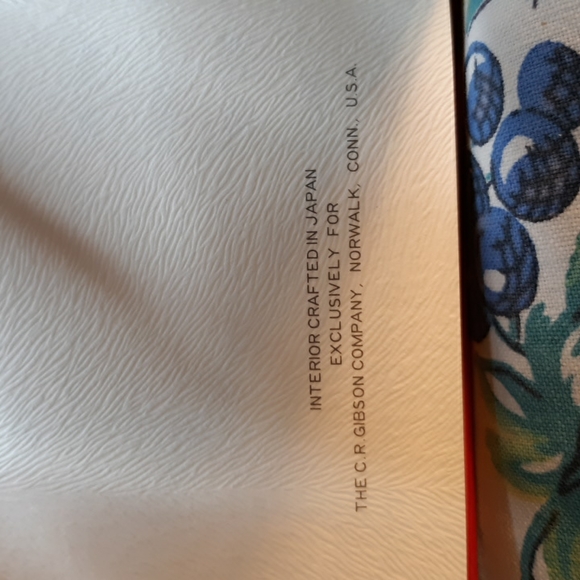 INTERIOR CRAFTED IN JAPAN
EXCLUSIVELY FOR
THE C.R. GIBSON COMPANY, NORWALK, CONN., U.S.A.